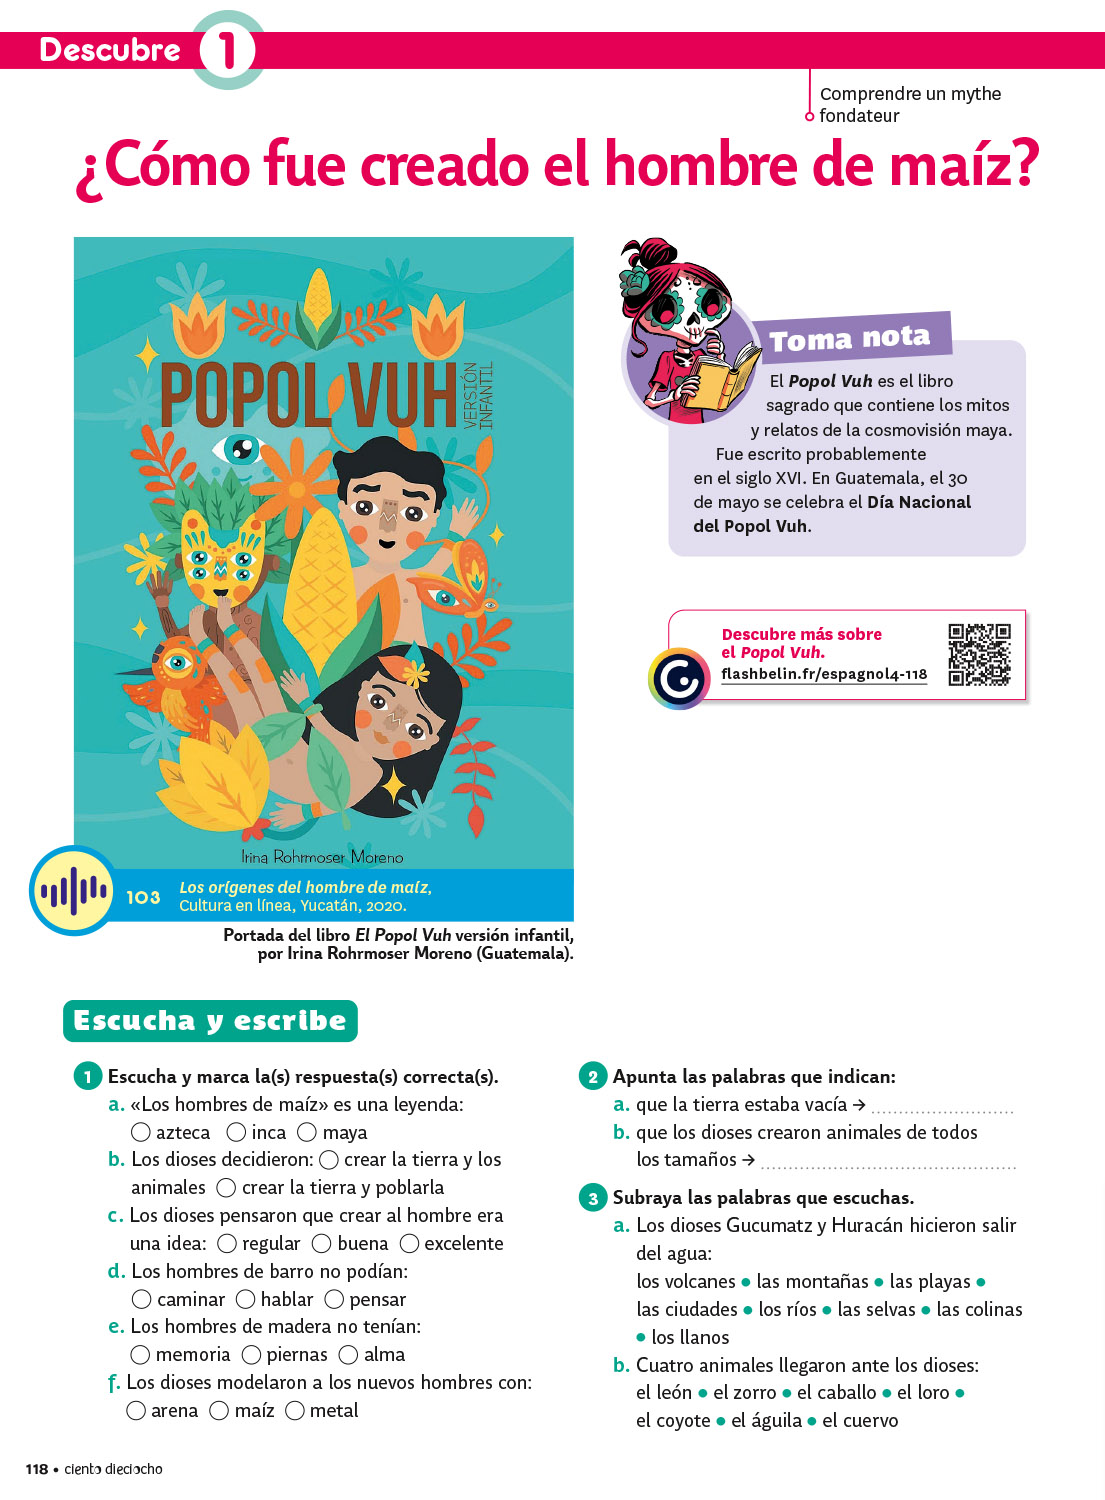 Descubre 1
Comprendre un mythe
fondateur
¿Cómo fue creado el hombre de maíz?
POPOL VUH
VERSIÓN
INFANTIL
Irina Rohrmoser Moreno
103
Los orígenes del hombre de maíz,
Cultura en línea, Yucatán, 2020.
Portada del libro El Popol Vuh versión infantil,
por Irina Rohrmoser Moreno (Guatemala).
Toma nota
El Popol Vuh es el libro
sagrado que contiene los mitos
y relatos de la cosmovisión maya.
Fue escrito probablemente
en el siglo XVI. En Guatemala, el 30
de mayo se celebra el Día Nacional
del Popol Vuh.
Descubre más sobre
el Popol Vuh.
flashbelin.fr/espagnol4-118
Escucha y escribe
1 Escucha y marca la(s) respuesta(s) correcta(s).
a. «Los hombres de maíz» es una leyenda:
azteca inca maya
b. Los dioses decidieron: crear la tierra y los
animales crear la tierra y poblarla
c. Los dioses pensaron que crear al hombre era
una idea: regular buena excelente
d. Los hombres de barro no podían:
caminar hablar pensar
e. Los hombres de madera no tenían:
memoria piernas alma
f. Los dioses modelaron a los nuevos hombres con:
arena maíz metal
2 Apunta las palabras que indican:
a. que la tierra estaba vacía → ..........................
b. que los dioses crearon animales de todos
los tamaños → ...............................................
3 Subraya las palabras que escuchas.
a. Los dioses Gucumatz y Huracán hicieron salir
del agua:
los volcanes • las montañas • las playas •
las ciudades • los ríos • las selvas • las colinas
• los llanos
b. Cuatro animales llegaron ante los dioses:
el león • el zorro • el caballo • el loro •
el coyote • el águila • el cuervo
118 • ciento dieciocho